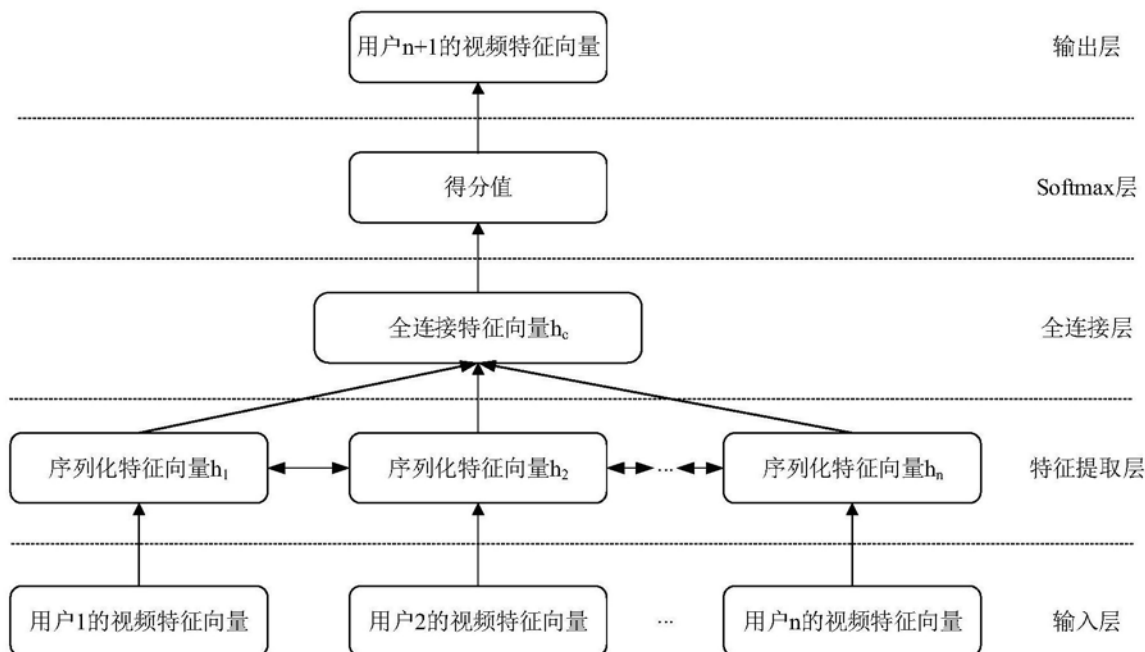 用户n+1的视频特征向量
输出层
得分值
Softmax层
全连接特征向量hc
全连接层
序列化特征向量h1
序列化特征向量h2
...
序列化特征向量hn
特征提取层
用户1的视频特征向量
用户2的视频特征向量
...
用户n的视频特征向量
输入层